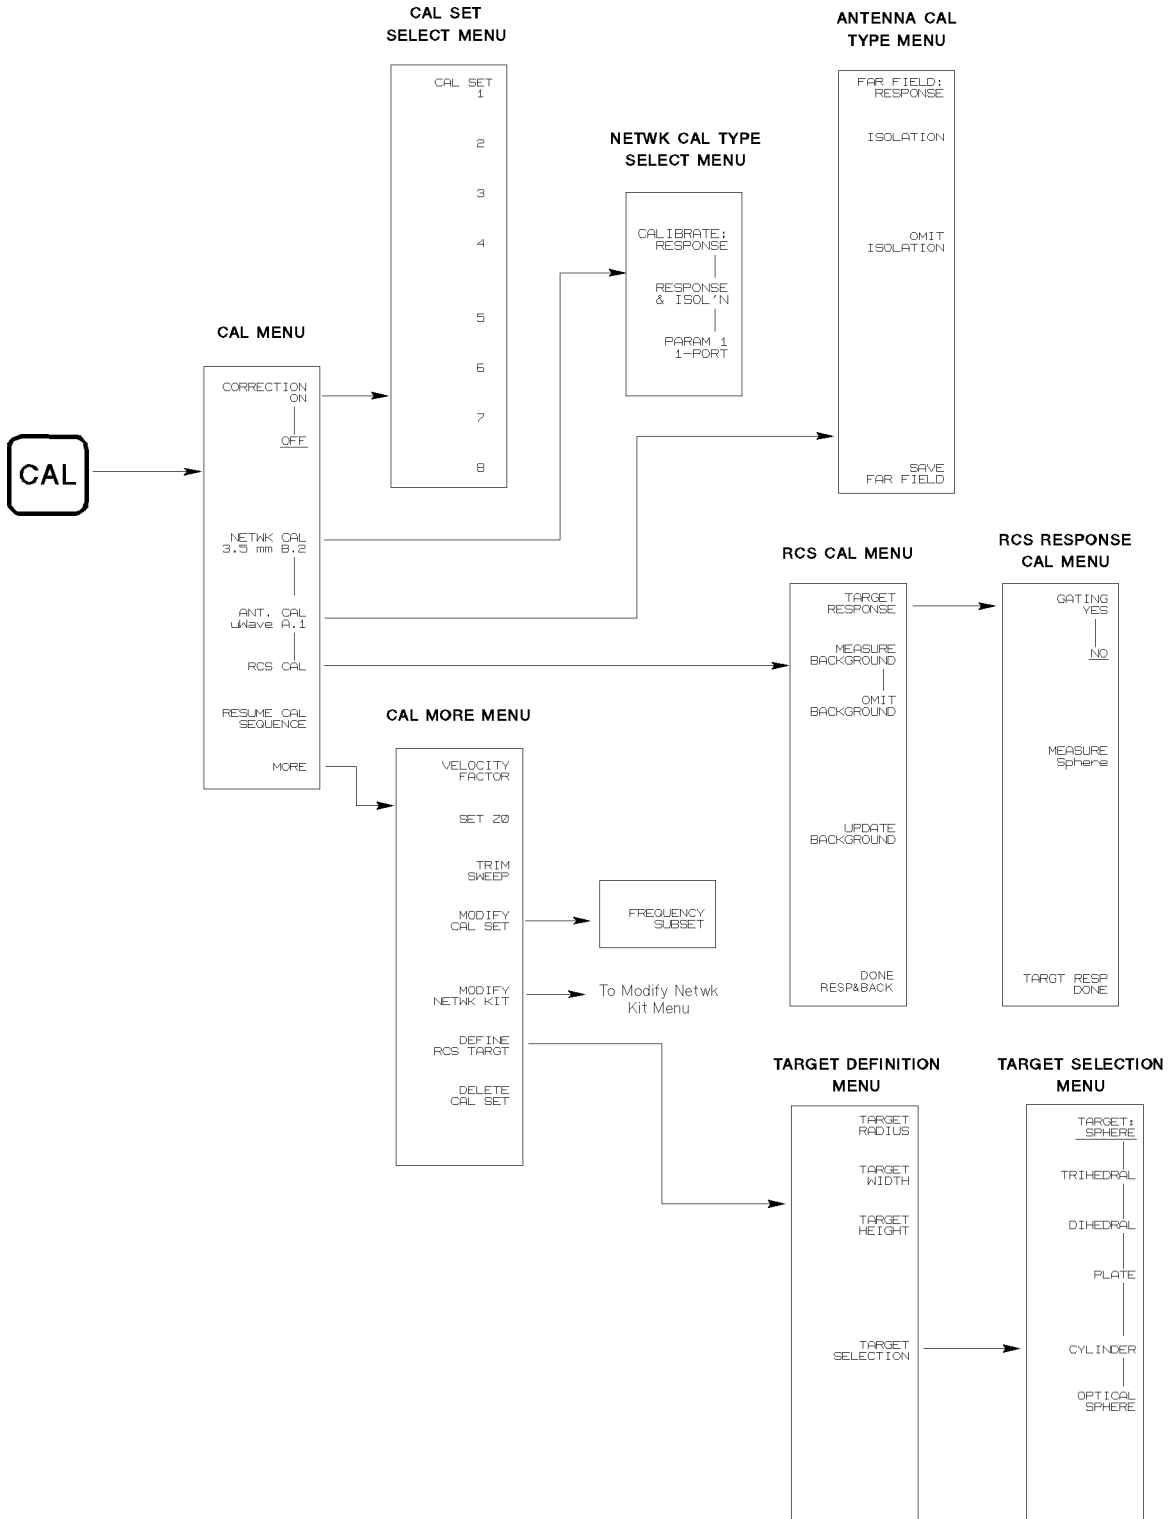 CAL SET
SELECT MENU
CAL SET
1
2
3
4
5
6
7
8
ANTENNA CAL
TYPE MENU
FAR FIELD:
RESPONSE
ISOLATION
OMIT
ISOLATION
SAVE
FAR FIELD
NETWK CAL TYPE
SELECT MENU
CALIBRATE:
RESPONSE
RESPONSE
& ISOL'N
PARAM 1
1-PORT
CAL
CAL MENU
CORRECTION
ON
OFF
NETWK CAL
3.5 mm B.2
ANT. CAL
uWave A.1
RCS CAL
RESUME CAL
SEQUENCE
MORE
RCS CAL MENU
TARGET
RESPONSE
MEASURE
BACKGROUND
OMIT
BACKGROUND
UPDATE
BACKGROUND
DONE
RESP&BACK
RCS RESPONSE
CAL MENU
GATING
YES
NO
MEASURE
Sphere
TARGT RESP
DONE
CAL MORE MENU
VELOCITY
FACTOR
SET Z0
TRIM
SWEEP
MODIFY
CAL SET
MODIFY
NETWK KIT
DEFINE
RCS TARGT
DELETE
CAL SET
FREQUENCY
SUBSET
To Modify Netwk
Kit Menu
TARGET DEFINITION
MENU
TARGET
RADIUS
TARGET
WIDTH
TARGET
HEIGHT
TARGET
SELECTION
TARGET SELECTION
MENU
TARGET:
SPHERE
TRIHEDRAL
DIHEDRAL
PLATE
CYLINDER
OPTICAL
SPHERE